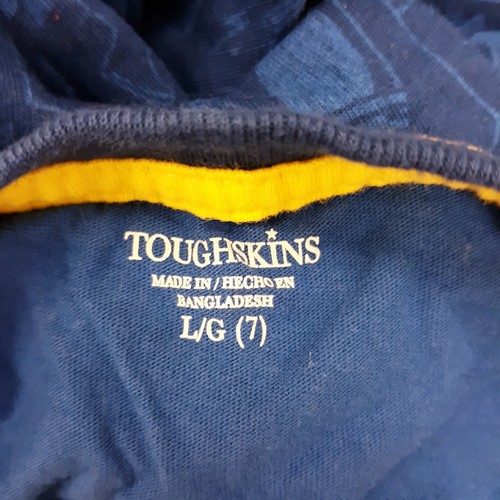 TOUGHSKINS
MADE IN / HECHO EN
BANGLADESH
L/G (7)